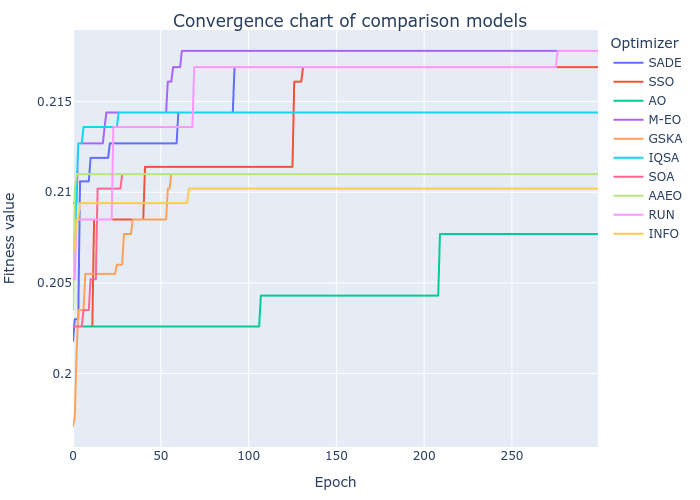 Convergence chart of comparison models
Optimizer
SADE
SSO
AO
M-EO
GSKA
IQSA
SOA
AAEO
RUN
INFO
Fitness value
0.215
0.21
0.205
0.2
0
50
100
150
200
250
Epoch